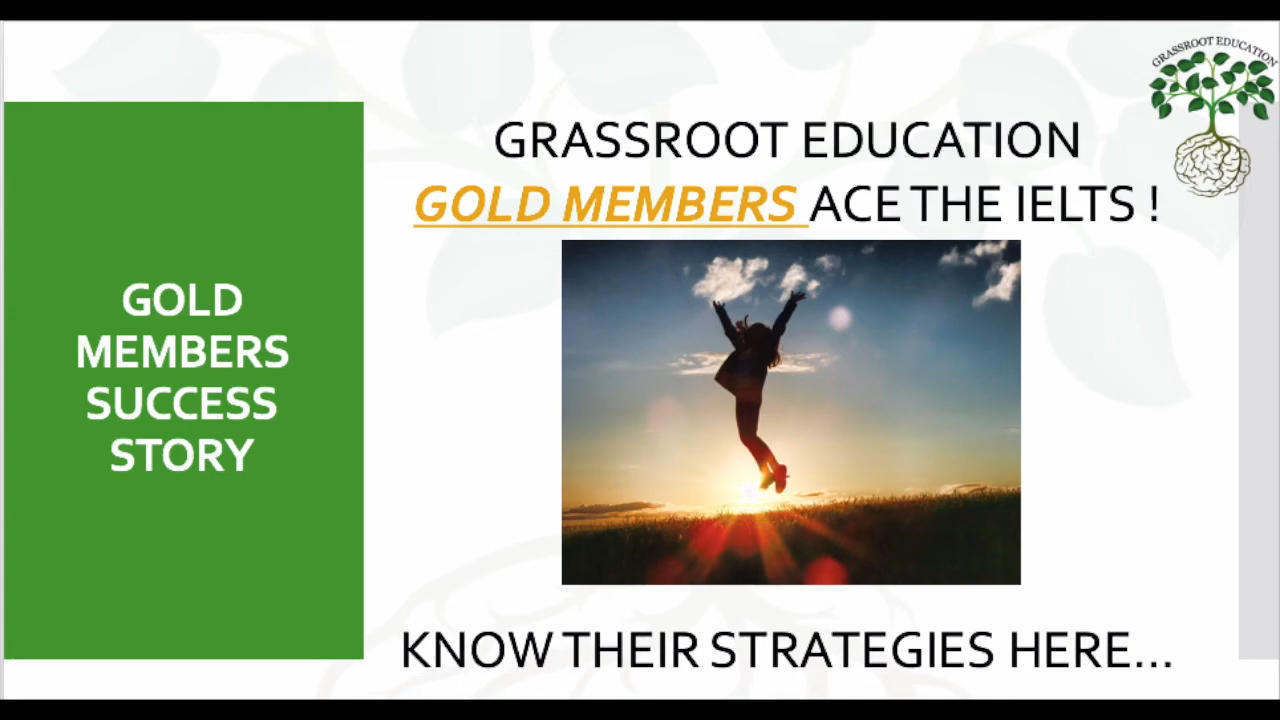 GRASSROOT EDUCATION
GRASSROOT EDUCATION
GOLD MEMBERS ACE THE IELTS !
GOLD
MEMBERS
SUCCESS
STORY
KNOW THEIR STRATEGIES HERE...